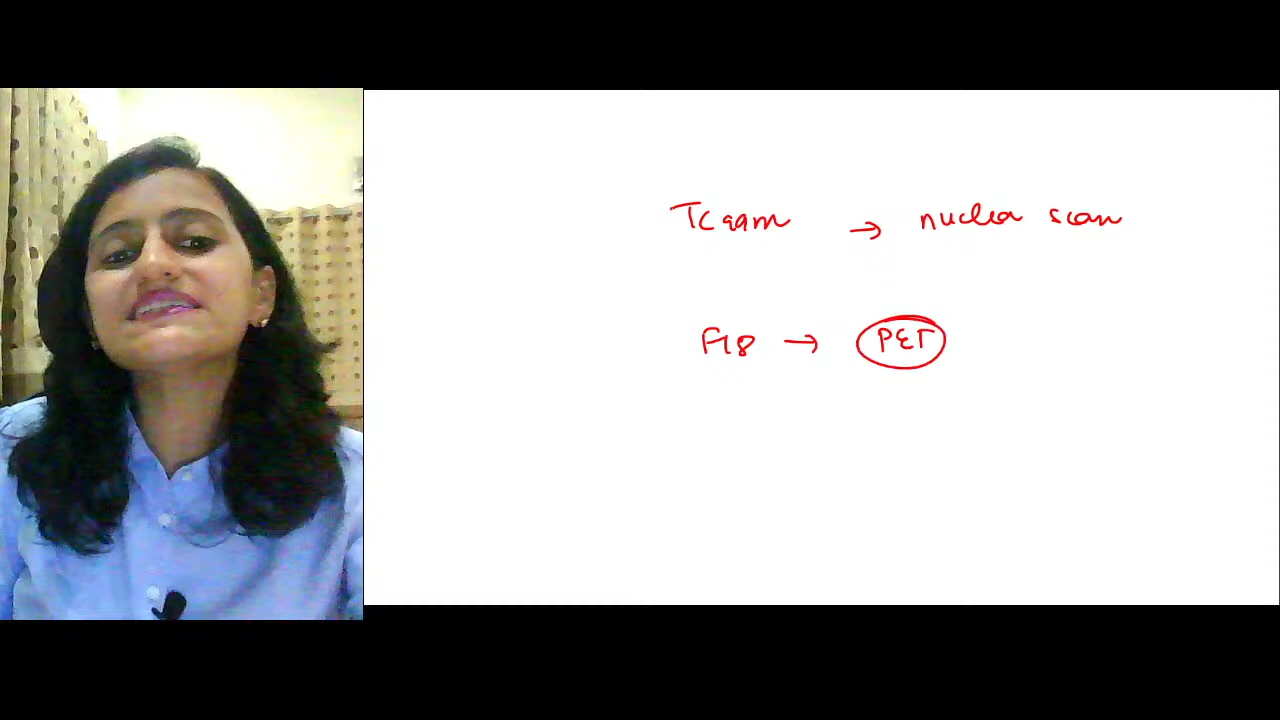 Tc99m → nuclea scan
F18 → PET